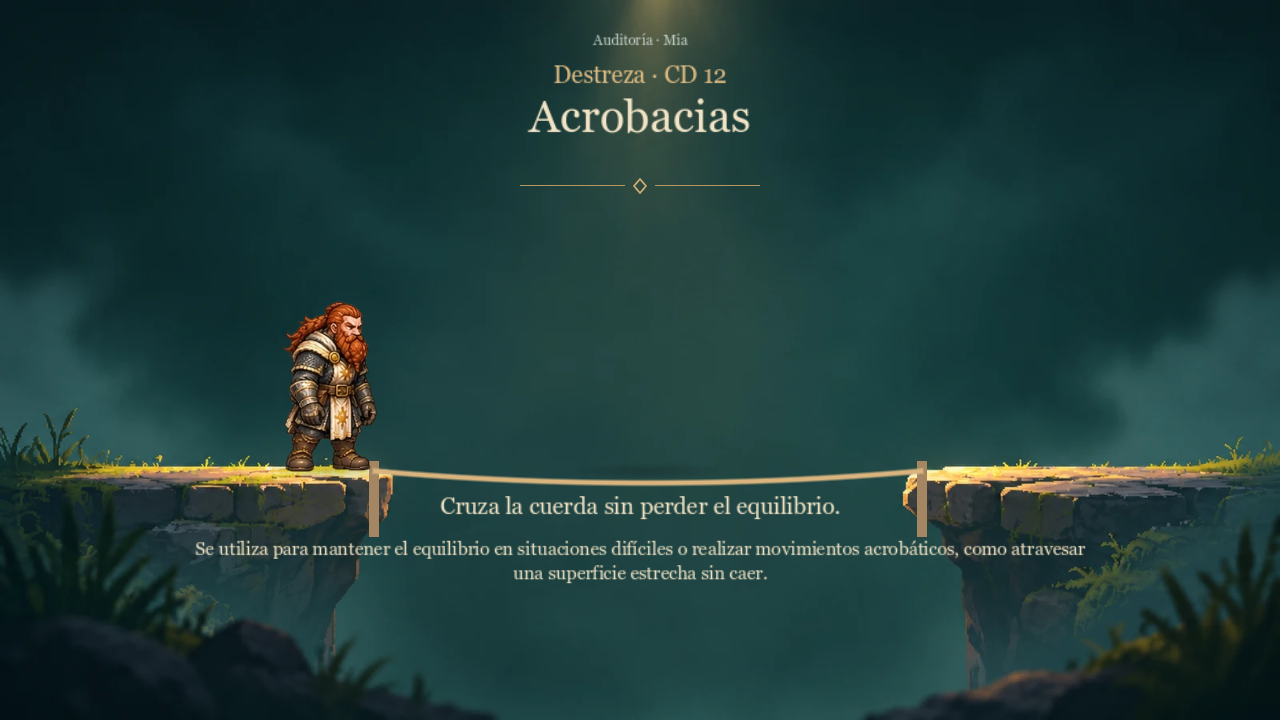 Auditoría · Mia
Destreza · CD 12
Acrobacias
Cruza la cuerda sin perder el equilibrio.
Se utiliza para mantener el equilibrio en situaciones difíciles o realizar movimientos acrobáticos, como atravesar
una superficie estrecha sin caer.